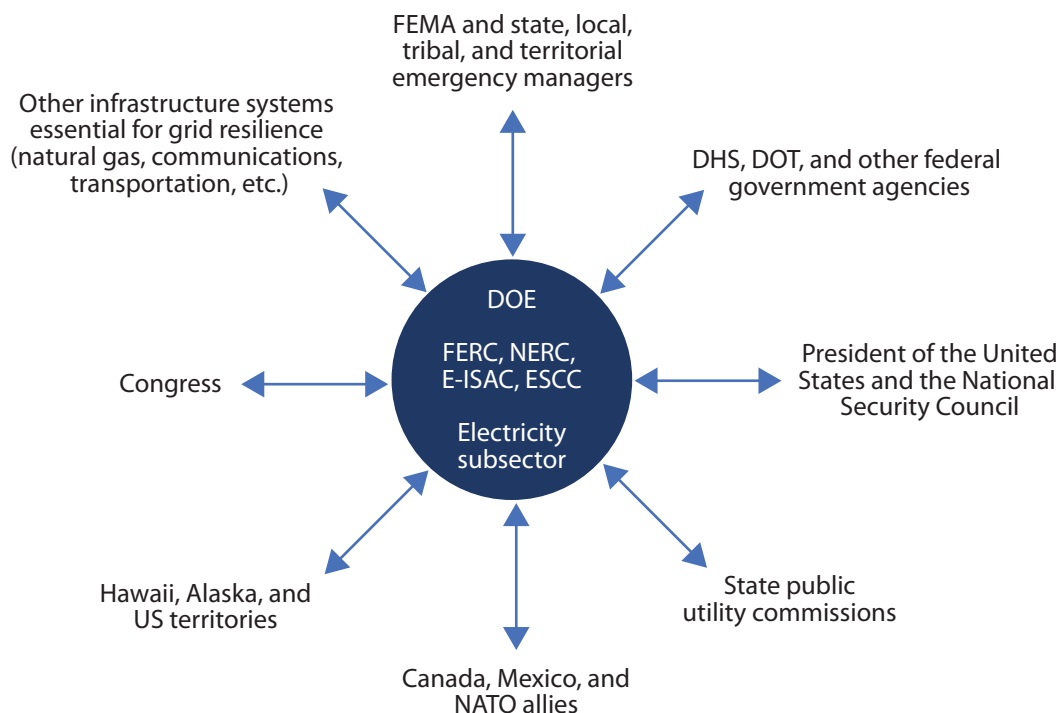 FEMA and state, local,
tribal, and territorial
emergency managers
Other infrastructure systems
essential for grid resilience
(natural gas, communications,
transportation, etc.)
DHS, DOT, and other federal
government agencies
DOE
FERC, NERC,
E-ISAC, ESCC
Electricity
subsector
Congress
President of the United
States and the National
Security Council
Hawaii, Alaska, and
US territories
State public
utility commissions
Canada, Mexico, and
NATO allies